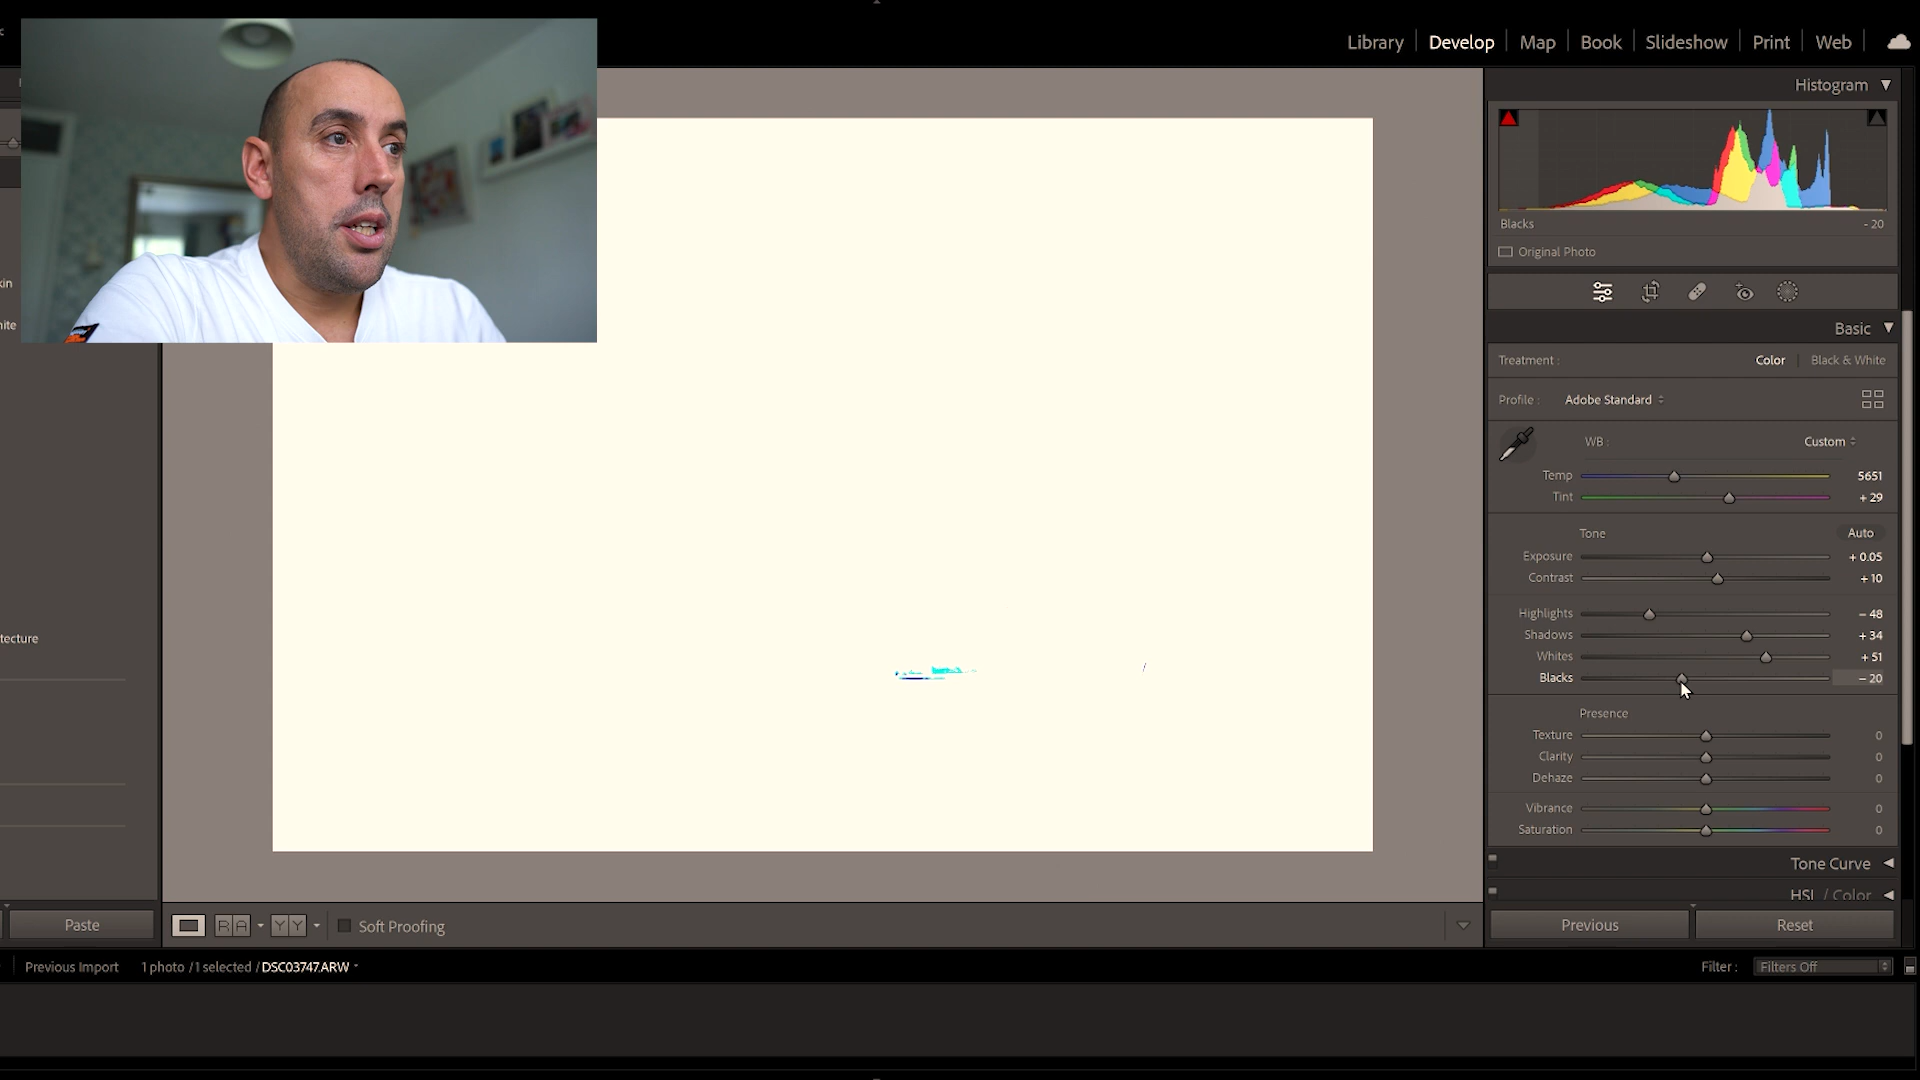 Library | Develop | Map | Book | Slideshow | Print | Web |
Histogram
Blacks - 20
Original Photo
Basic
Treatment : Color | Black & White
Profile : Adobe Standard
WB : Custom
Temp 5651
Tint + 29
Tone Auto
Exposure + 0.05
Contrast + 10
Highlights - 48
Shadows + 34
Whites + 51
Blacks - 20
Presence
Texture 0
Clarity 0
Dehaze 0
Vibrance 0
Saturation 0
Tone Curve
HSL / Color
kin
nite
tecture
Paste
R A
Y Y
Soft Proofing
Previous
Reset
Previous Import 1 photo / 1 selected / DSC03747.ARW
Filter : Filters Off